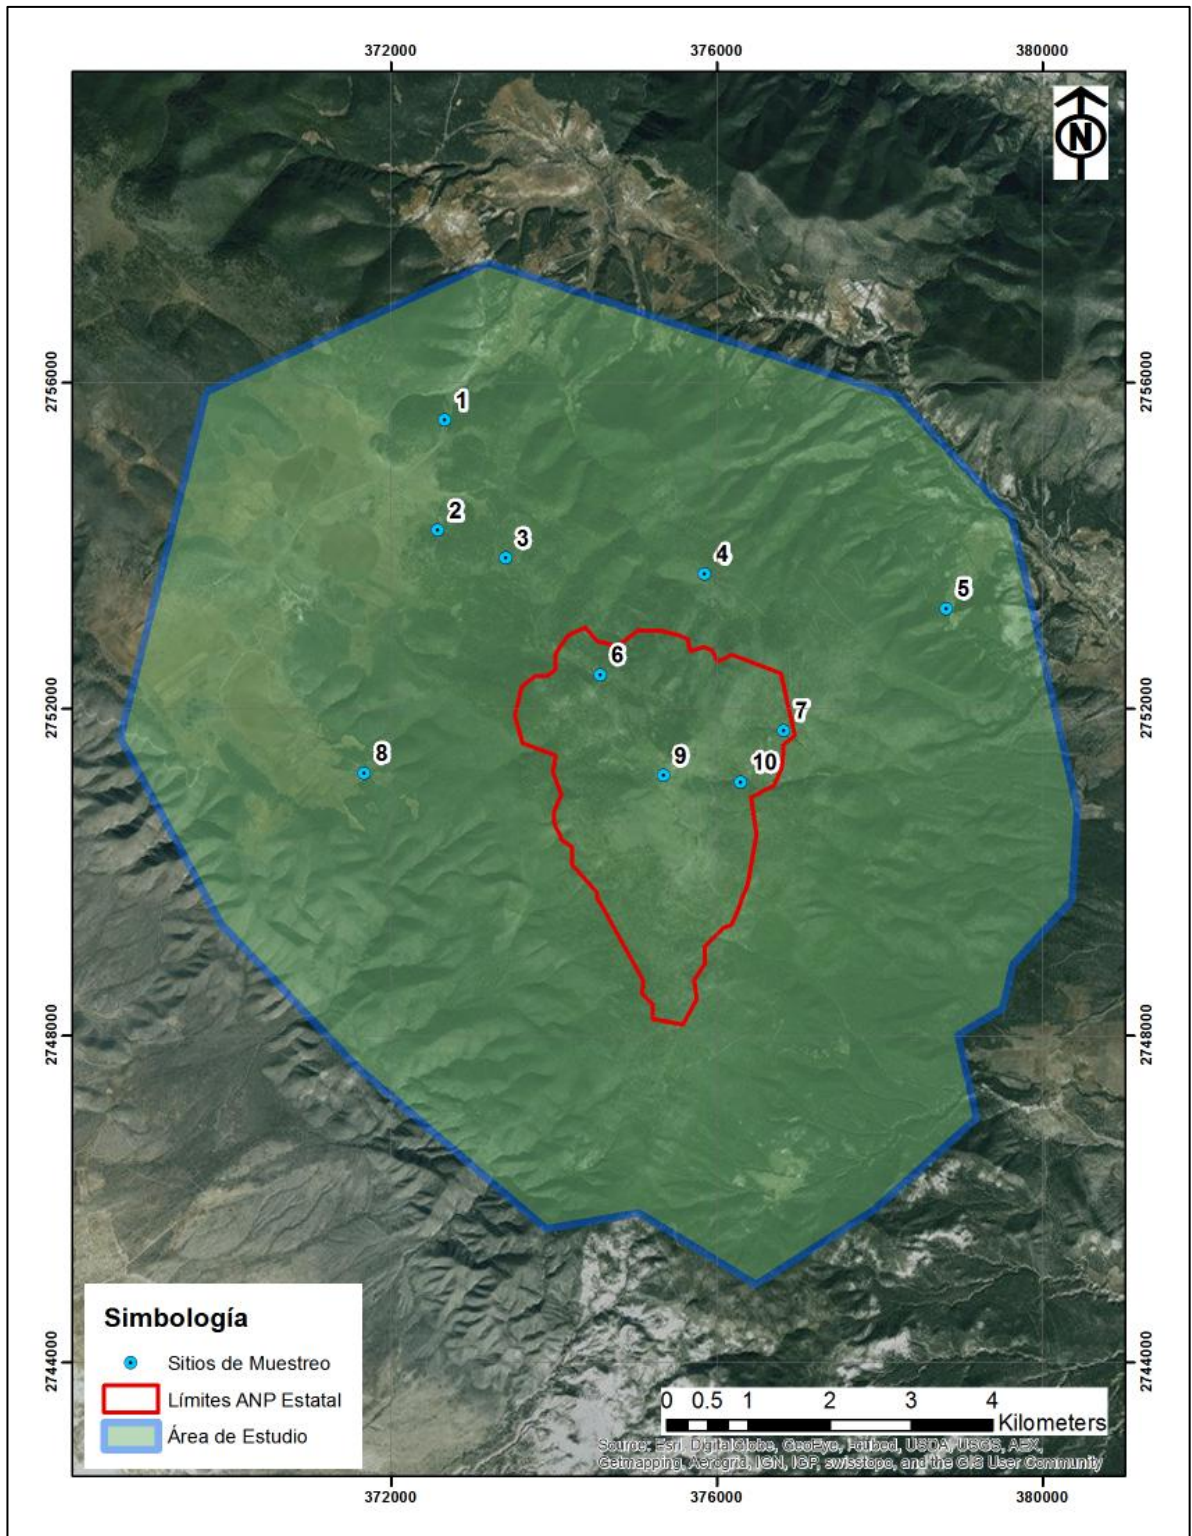 372000 376000 380000
N
2756000 2756000
1
2
3
4
5
6
2752000 2752000
7
8
9
10
2748000 2748000
Simbología
Sitios de Muestreo
Límites ANP Estatal
Área de Estudio
2744000 2744000
0 0.5 1 2 3 4
Kilometers
Source: Esri, DigitalGlobe, GeoEye, i-cubed, USDA, USGS, AEX,
Getmapping, Aerogrid, IGN, IGP, swisstopo, and the GIS User Community
372000 376000 380000